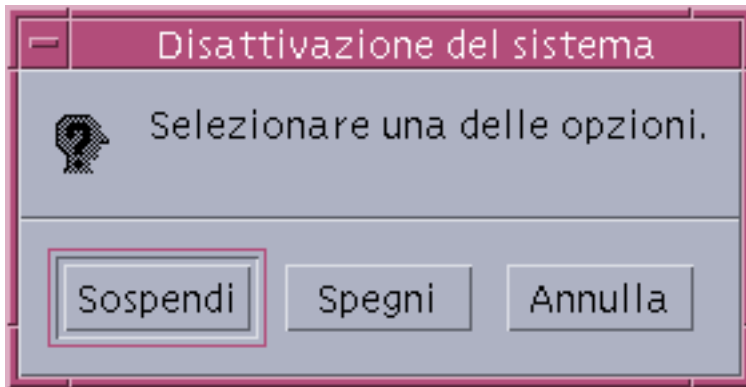 Disattivazione del sistema
Selezionare una delle opzioni.
Sospendi Spegni Annulla